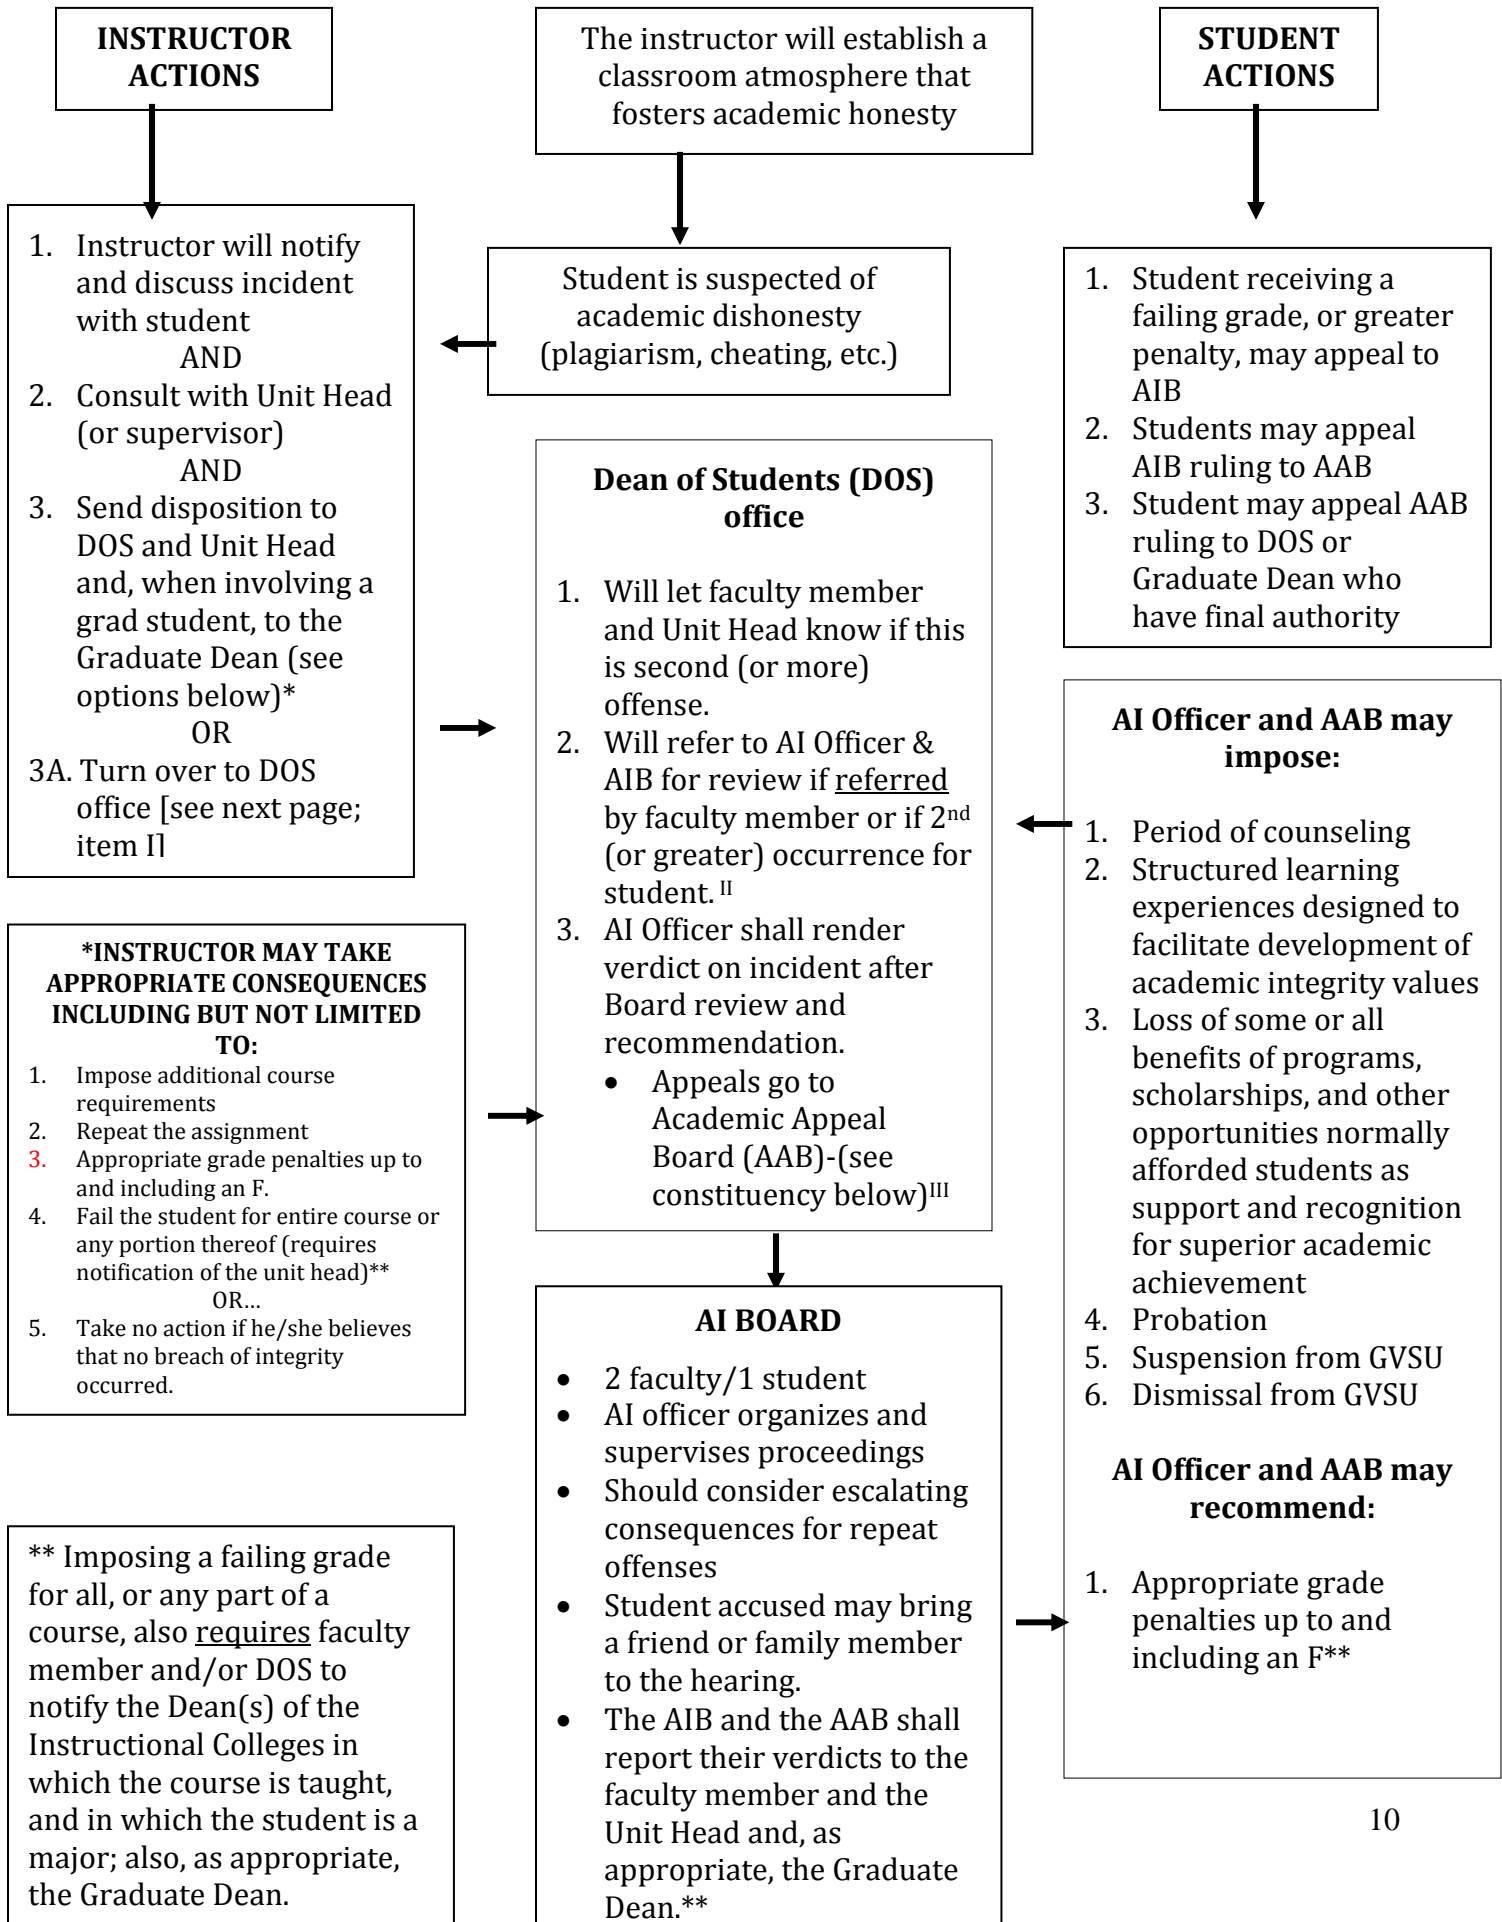 INSTRUCTOR
ACTIONS
The instructor will establish a
classroom atmosphere that
fosters academic honesty
STUDENT
ACTIONS
1. Instructor will notify
and discuss incident
with student
AND
2. Consult with Unit Head
(or supervisor)
AND
3. Send disposition to
DOS and Unit Head
and, when involving a
grad student, to the
Graduate Dean (see
options below)*
OR
3A. Turn over to DOS
office [see next page;
item I]
Student is suspected of
academic dishonesty
(plagiarism, cheating, etc.)
1. Student receiving a
failing grade, or greater
penalty, may appeal to
AIB
2. Students may appeal
AIB ruling to AAB
3. Student may appeal AAB
ruling to DOS or
Graduate Dean who
have final authority
Dean of Students (DOS)
office
1. Will let faculty member
and Unit Head know if this
is second (or more)
offense.
2. Will refer to AI Officer &
AIB for review if referred
by faculty member or if 2nd
(or greater) occurrence for
student. II
3. AI Officer shall render
verdict on incident after
Board review and
recommendation.
• Appeals go to
Academic Appeal
Board (AAB)-(see
constituency below)III
*INSTRUCTOR MAY TAKE
APPROPRIATE CONSEQUENCES
INCLUDING BUT NOT LIMITED
TO:
1. Impose additional course
requirements
2. Repeat the assignment
3. Appropriate grade penalties up to
and including an F.
4. Fail the student for entire course or
any portion thereof (requires
notification of the unit head)**
OR…
5. Take no action if he/she believes
that no breach of integrity
occurred.
AI Officer and AAB may
impose:
1. Period of counseling
2. Structured learning
experiences designed to
facilitate development of
academic integrity values
3. Loss of some or all
benefits of programs,
scholarships, and other
opportunities normally
afforded students as
support and recognition
for superior academic
achievement
4. Probation
5. Suspension from GVSU
6. Dismissal from GVSU
AI Officer and AAB may
recommend:
1. Appropriate grade
penalties up to and
including an F**
AI BOARD
• 2 faculty/1 student
• AI officer organizes and
supervises proceedings
• Should consider escalating
consequences for repeat
offenses
• Student accused may bring
a friend or family member
to the hearing.
• The AIB and the AAB shall
report their verdicts to the
faculty member and the
Unit Head and, as
appropriate, the Graduate
Dean.**
** Imposing a failing grade
for all, or any part of a
course, also requires faculty
member and/or DOS to
notify the Dean(s) of the
Instructional Colleges in
which the course is taught,
and in which the student is a
major; also, as appropriate,
the Graduate Dean.
10